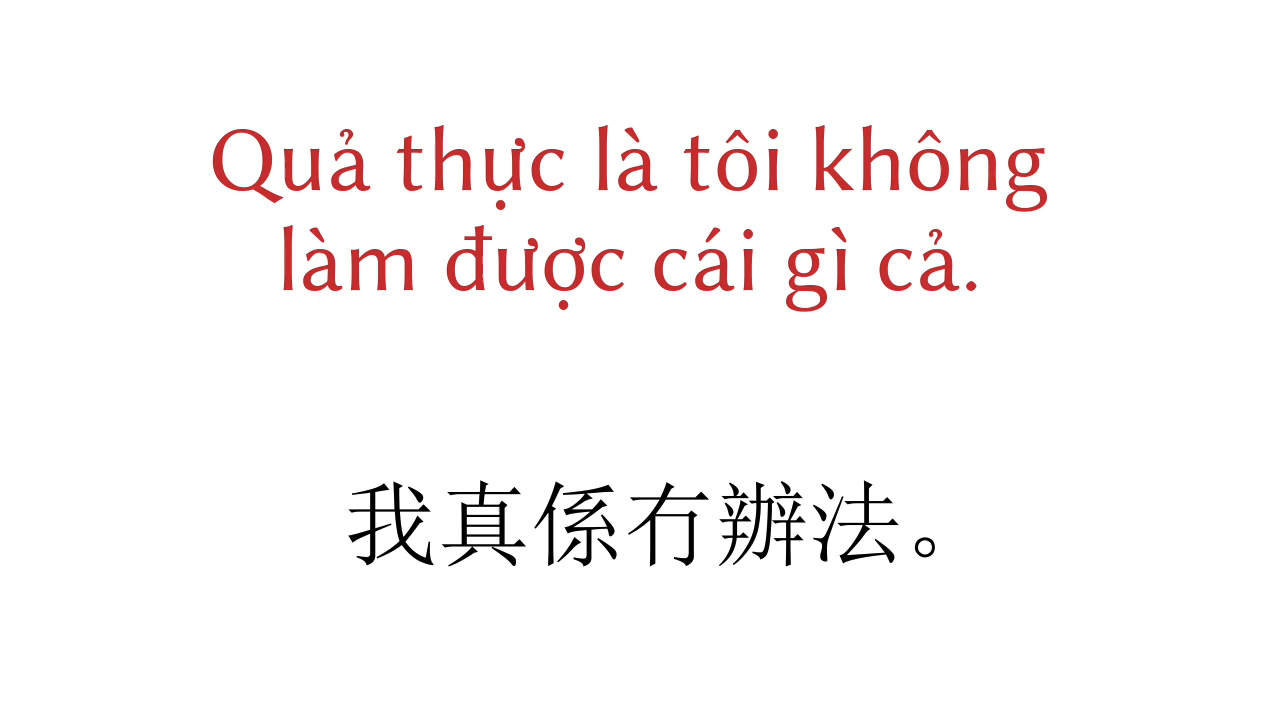 Quả thực là tôi không
làm được cái gì cả.
我真係冇辦法。